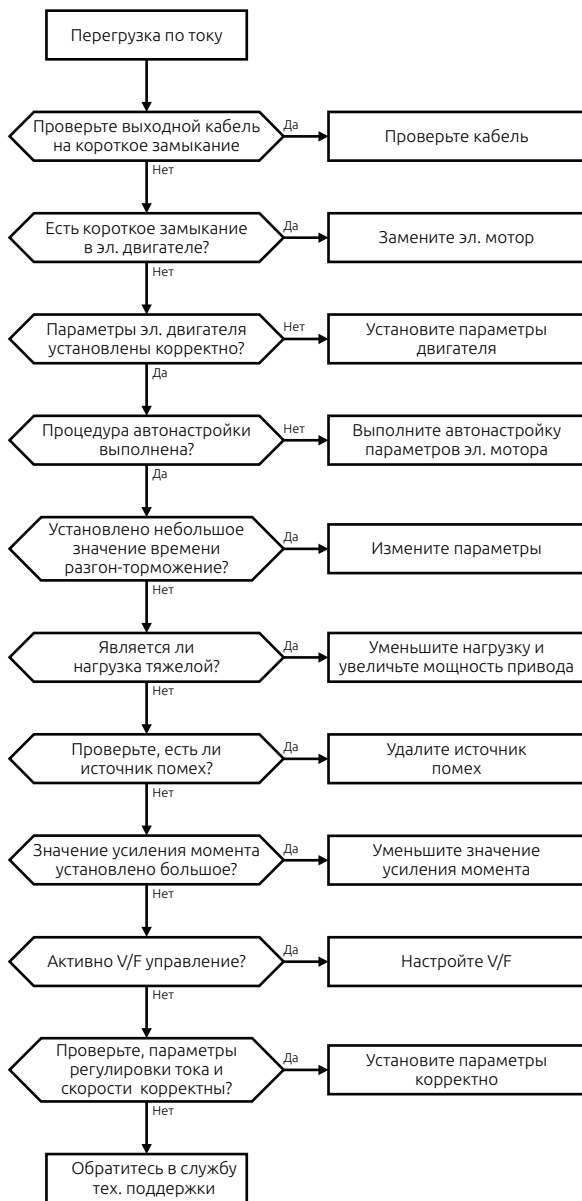 Перегрузка по току
Проверьте выходной кабель
на короткое замыкание
Да
Проверьте кабель
Нет
Есть короткое замыкание
в эл. двигателе?
Да
Замените эл. мотор
Нет
Параметры эл. двигателя
установлены корректно?
Нет
Установите параметры
двигателя
Да
Процедура автонастройки
выполнена?
Нет
Выполните автонастройку
параметров эл. мотора
Да
Установлено небольшое
значение времени
разгон-торможение?
Да
Измените параметры
Нет
Является ли
нагрузка тяжелой?
Да
Уменьшите нагрузку и
увеличьте мощность привода
Нет
Проверьте, есть ли
источник помех?
Да
Удалите источник
помех
Нет
Значение усиления момента
установлено большое?
Да
Уменьшите значение
усиления момента
Нет
Активно V/F управление?
Да
Настройте V/F
Нет
Проверьте, параметры
регулировки тока и
скорости корректны?
Да
Установите параметры
корректно
Нет
Обратитесь в службу
тех. поддержки